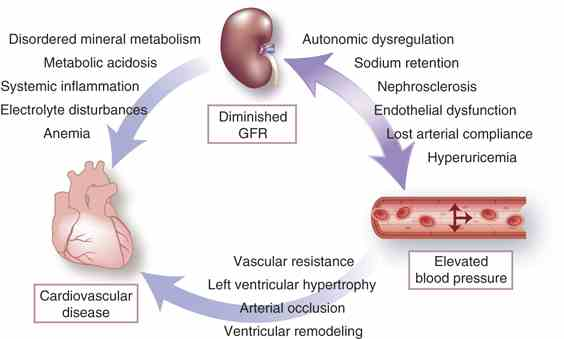 Disordered mineral metabolism
Metabolic acidosis
Systemic inflammation
Electrolyte disturbances
Anemia
Diminished
GFR
Autonomic dysregulation
Sodium retention
Nephrosclerosis
Endothelial dysfunction
Lost arterial compliance
Hyperuricemia
Elevated
blood pressure
Vascular resistance
Left ventricular hypertrophy
Arterial occlusion
Ventricular remodeling
Cardiovascular
disease